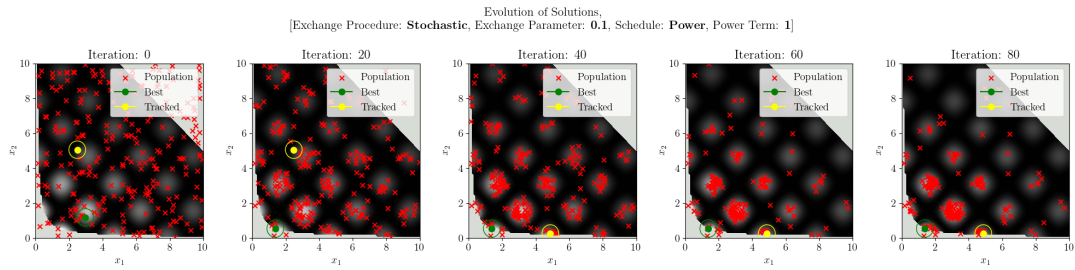 Evolution of Solutions,
[Exchange Procedure: Stochastic, Exchange Parameter: 0.1, Schedule: Power, Power Term: 1]
Iteration: 0
Iteration: 20
Iteration: 40
Iteration: 60
Iteration: 80
Population
Best
Tracked
Population
Best
Tracked
Population
Best
Tracked
Population
Best
Tracked
Population
Best
Tracked
10
8
6
4
2
0
x₂
0 2 4 6 8 10
x₁
10
8
6
4
2
0
x₂
0 2 4 6 8 10
x₁
10
8
6
4
2
0
x₂
0 2 4 6 8 10
x₁
10
8
6
4
2
0
x₂
0 2 4 6 8 10
x₁
10
8
6
4
2
0
x₂
0 2 4 6 8 10
x₁